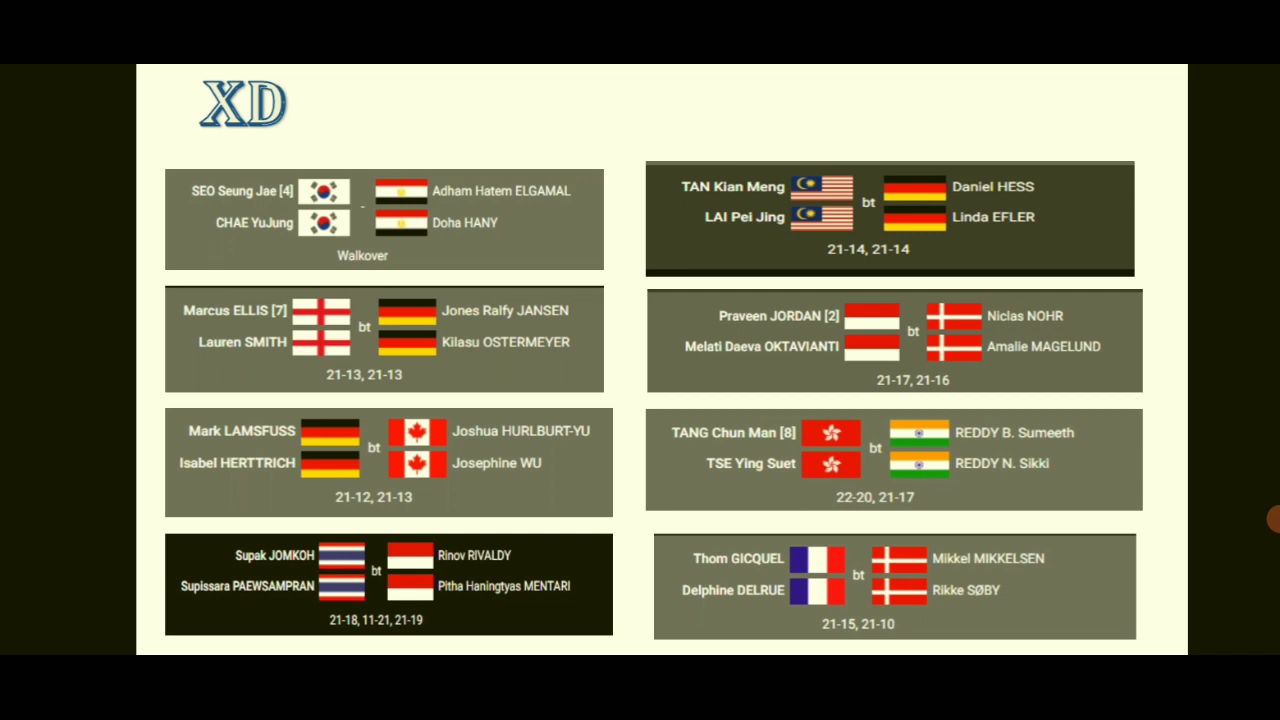 XD
SEO Seung Jae [4] - Adham Hatem ELGAMAL
CHAE YuJung Doha HANY
Walkover
TAN Kian Meng bt Daniel HESS
LAI Pei Jing Linda EFLER
21-14, 21-14
Marcus ELLIS [7] bt Jones Ralfy JANSEN
Lauren SMITH Kilasu OSTERMEYER
21-13, 21-13
Praveen JORDAN [2] bt Niclas NOHR
Melati Daeva OKTAVIANTI Amalie MAGELUND
21-17, 21-16
Mark LAMSFUSS bt Joshua HURLBURT-YU
Isabel HERTTRICH Josephine WU
21-12, 21-13
TANG Chun Man [8] bt REDDY B. Sumeeth
TSE Ying Suet REDDY N. Sikki
22-20, 21-17
Supak JOMKOH bt Rinov RIVALDY
Supissara PAEWSAMPRAN Pitha Haningtyas MENTARI
21-18, 11-21, 21-19
Thom GICQUEL bt Mikkel MIKKELSEN
Delphine DELRUE Rikke SØBY
21-15, 21-10